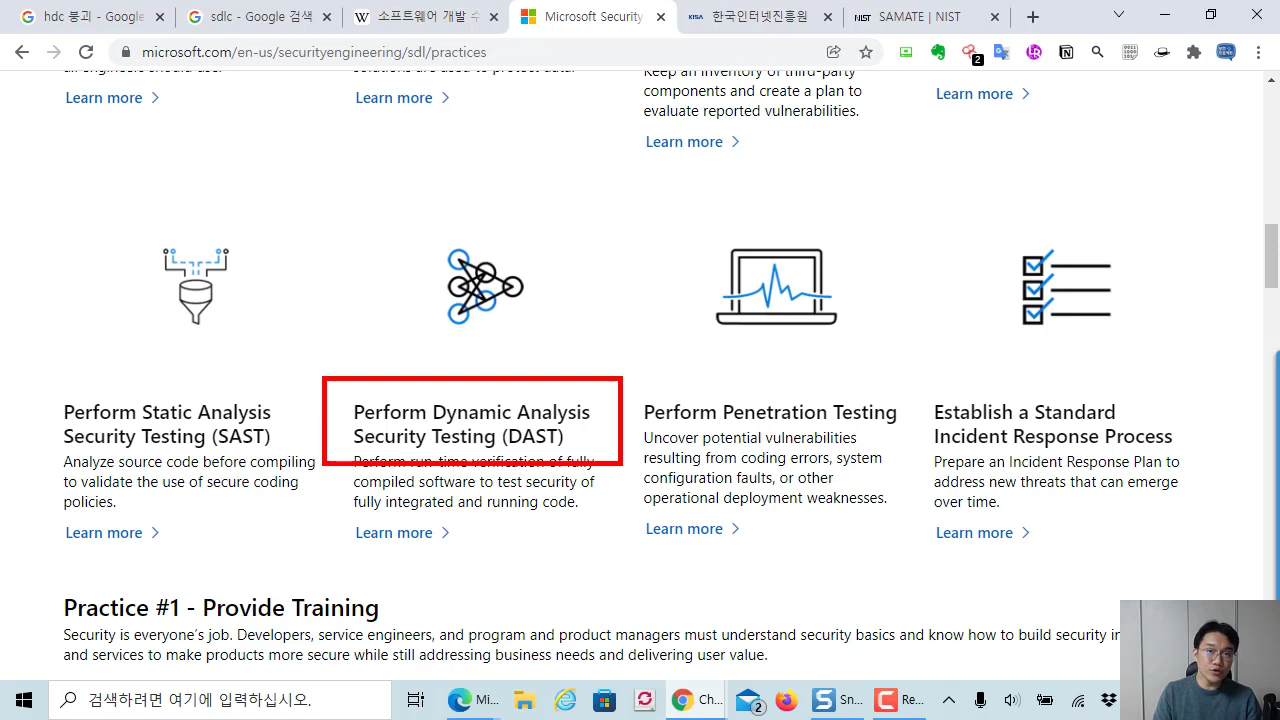 hdc 붕괴 - Google
sdlc - Google 검색
소프트웨어 개발 수
Microsoft Security
한국인터넷진흥원
SAMATE | NIST
microsoft.com/en-us/securityengineering/sdl/practices
2
Learn more
Learn more
Keep an inventory of third-party
components and create a plan to
evaluate reported vulnerabilities.
Learn more
Learn more
Perform Static Analysis
Security Testing (SAST)
Analyze source code before compiling
to validate the use of secure coding
policies.
Learn more
Perform Dynamic Analysis
Security Testing (DAST)
Perform run-time verification of fully
compiled software to test security of
fully integrated and running code.
Learn more
Perform Penetration Testing
Uncover potential vulnerabilities
resulting from coding errors, system
configuration faults, or other
operational deployment weaknesses.
Learn more
Establish a Standard
Incident Response Process
Prepare an Incident Response Plan to
address new threats that can emerge
over time.
Learn more
Practice #1 - Provide Training
Security is everyone's job. Developers, service engineers, and program and product managers must understand security basics and know how to build security in
and services to make products more secure while still addressing business needs and delivering user value.
검색하려면 여기에 입력하십시오.
Mi...
Ch...
2
Sn...
Re...